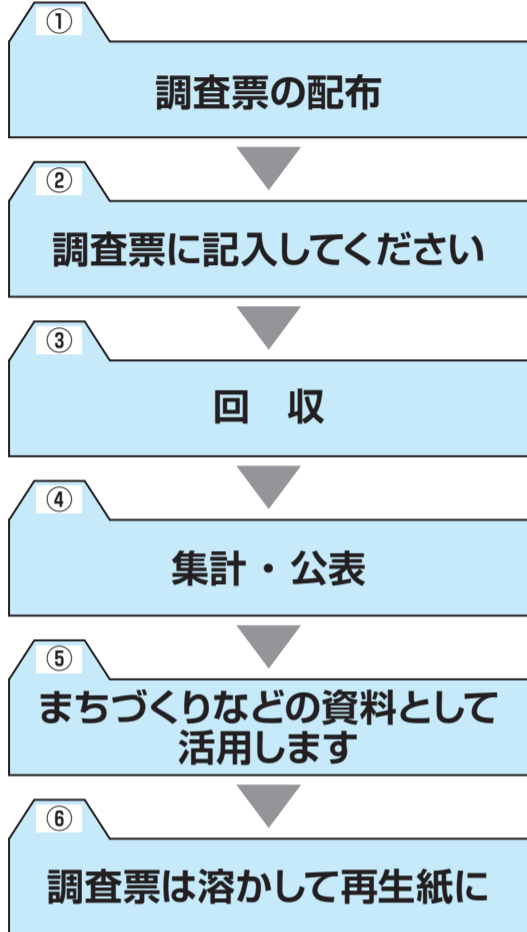 ①
調査票の配布
②
調査票に記入してください
③
回　収
④
集計・公表
⑤
まちづくりなどの資料として
活用します
⑥
調査票は溶かして再生紙に